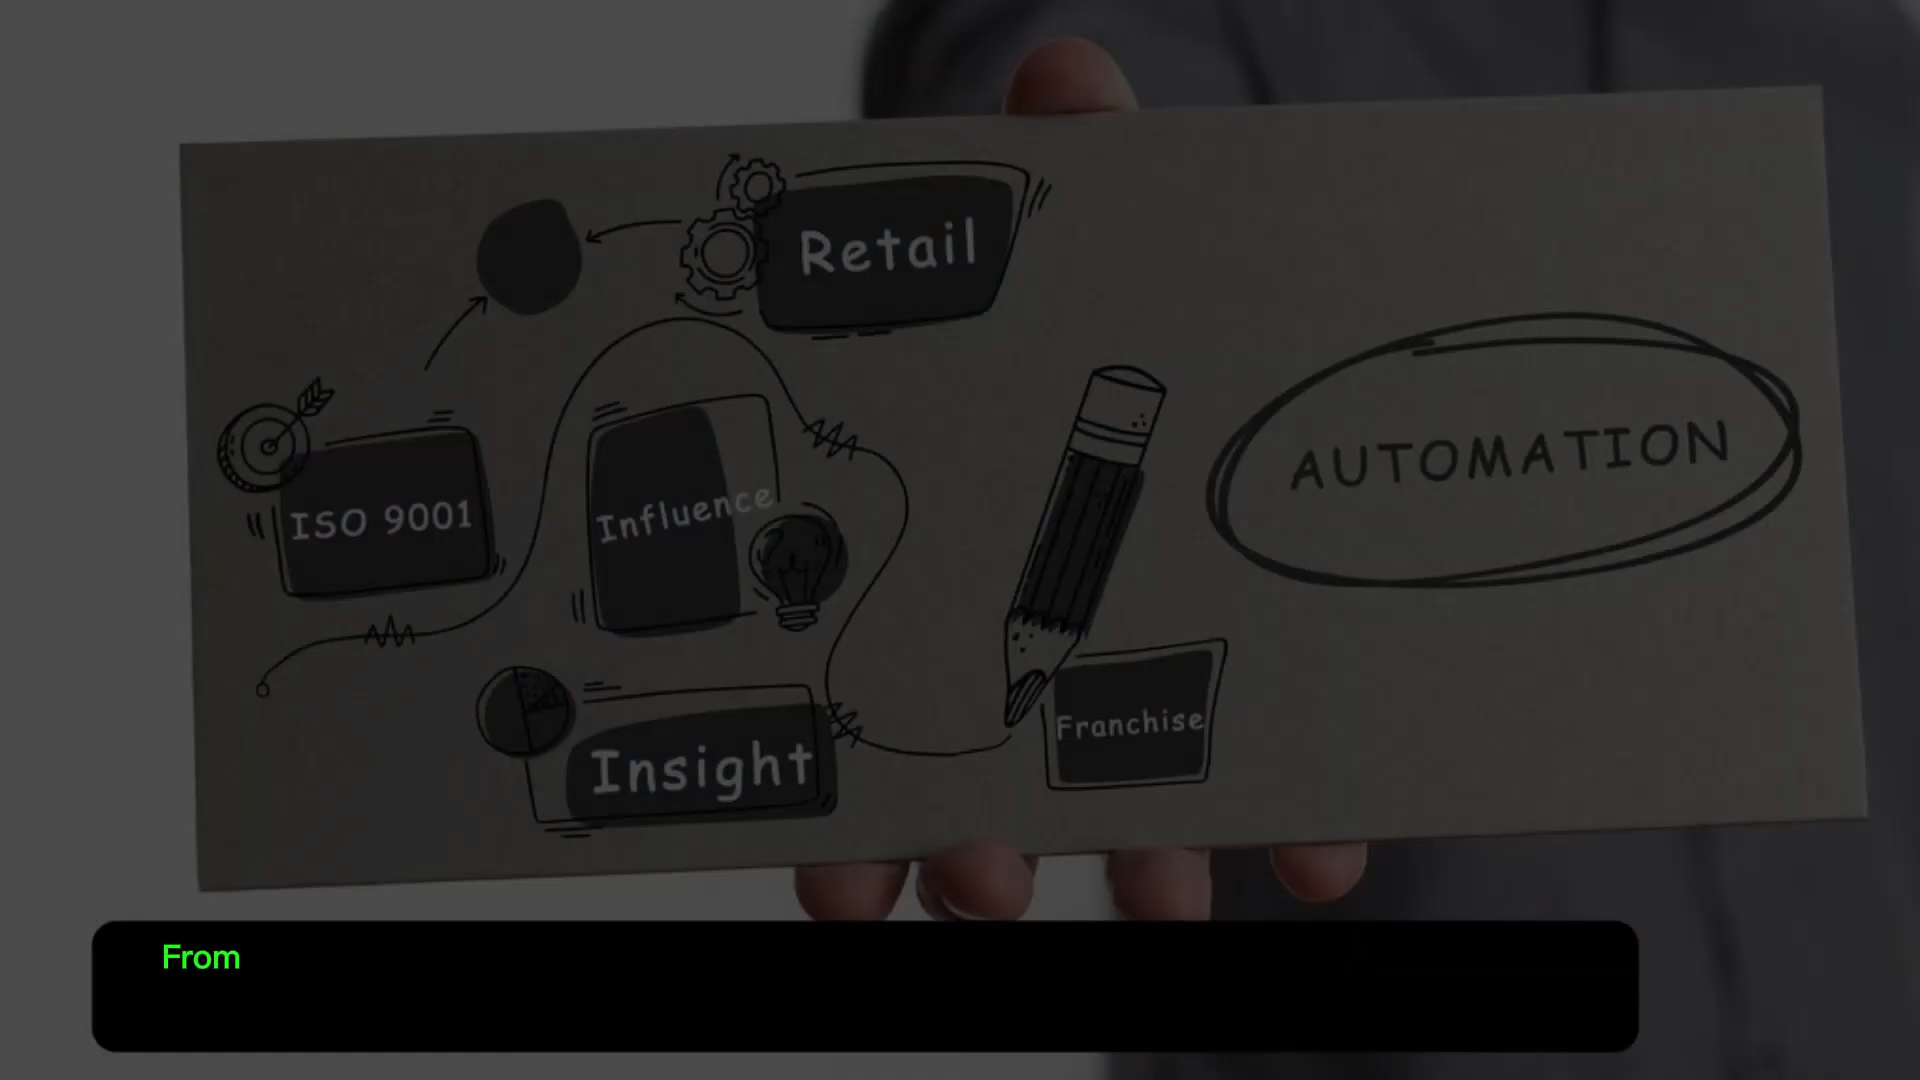 Retail
AUTOMATION
ISO 9001
Influence
Franchise
Insight
From